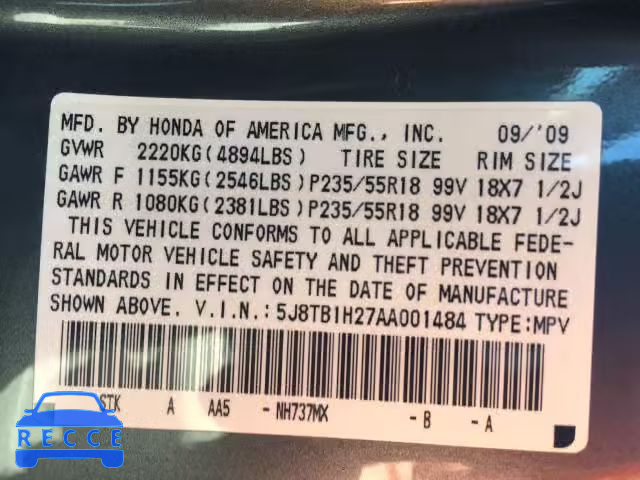 MFD. BY HONDA OF AMERICA MFG., INC. 09/'09
GVWR 2220KG(4894LBS) TIRE SIZE RIM SIZE
GAWR F 1155KG(2546LBS)P235/55R18 99V 18X7 1/2J
GAWR R 1080KG(2381LBS)P235/55R18 99V 18X7 1/2J
THIS VEHICLE CONFORMS TO ALL APPLICABLE FEDE-
RAL MOTOR VEHICLE SAFETY AND THEFT PREVENTION
STANDARDS IN EFFECT ON THE DATE OF MANUFACTURE
SHOWN ABOVE. V.I.N.: 5J8TB1H27AA001484 TYPE:MPV
STK A AA5 -NH737MX -B -A
RECCE